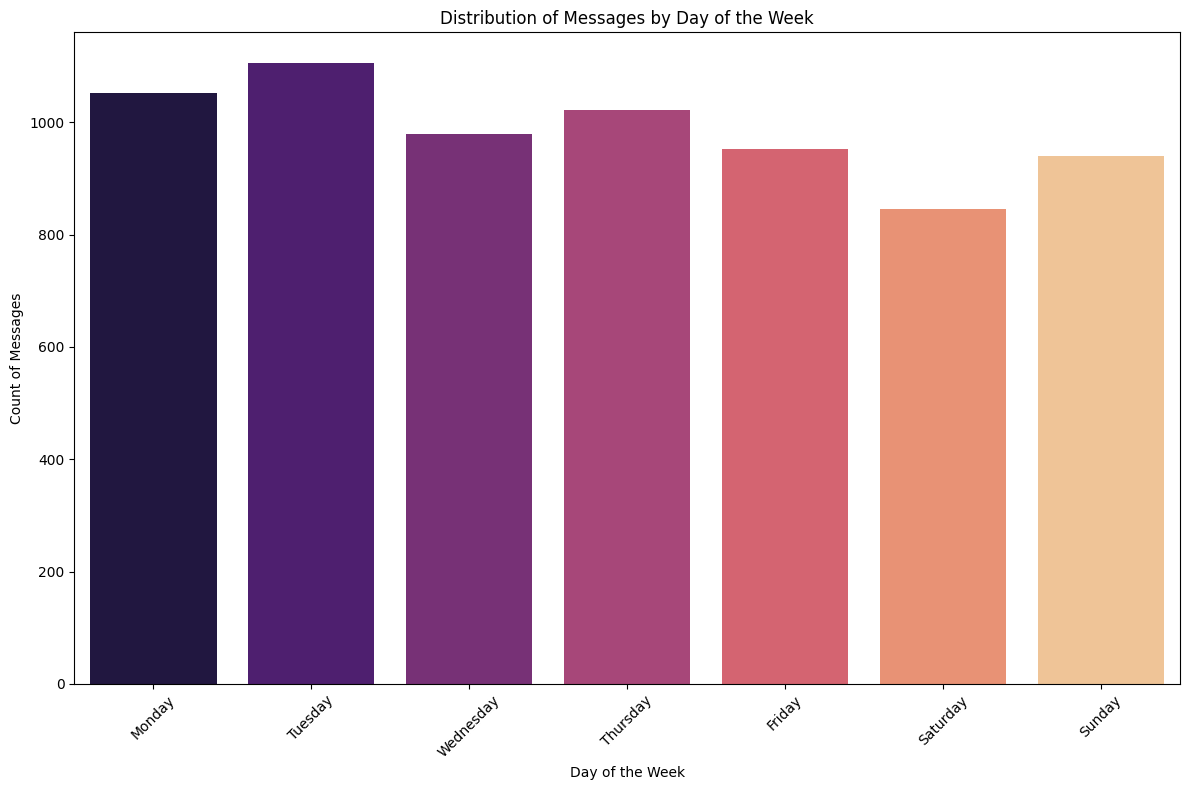 Distribution of Messages by Day of the Week
Count of Messages
1000
800
600
400
200
0
Monday
Tuesday
Wednesday
Thursday
Friday
Saturday
Sunday
Day of the Week